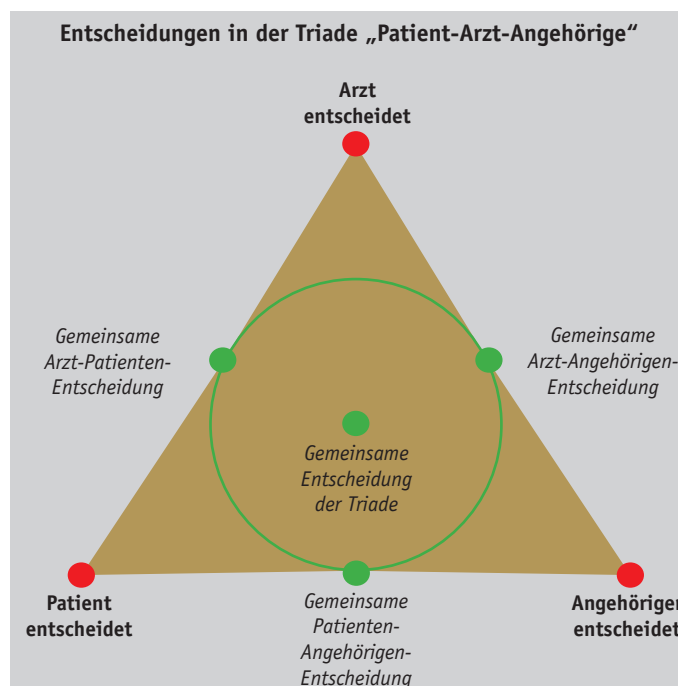 Entscheidungen in der Triade „Patient-Arzt-Angehörige“
Arzt
entscheidet
Gemeinsame
Arzt-Patienten-
Entscheidung
Gemeinsame
Arzt-Angehörigen-
Entscheidung
Gemeinsame
Entscheidung
der Triade
Patient
entscheidet
Gemeinsame
Patienten-
Angehörigen-
Entscheidung
Angehöriger
entscheidet